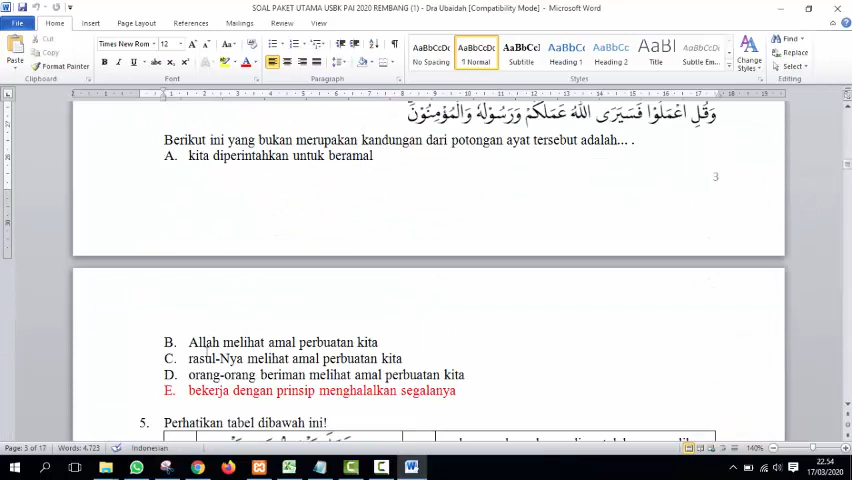 SOAL PAKET UTAMA USBK PAI 2020 REMBANG (1) - Dra Ubaidah [Compatibility Mode] - Microsoft Word
File Home Insert Page Layout References Mailings Review View
Cut
Copy
Format Painter
Paste
Clipboard
Times New Rom 12
Font
Paragraph
AaBbCcDc AaBbCcDc AaBbCcI AaBbCc AaBbCc AaBbI AaBbCcDc
No Spacing ¶ Normal Subtitle Heading 1 Heading 2 Title Subtle Em...
Change Styles
Styles
Find
Replace
Select
Editing
وَقُلِ اعْمَلُوْا فَسَيَرَى اللّٰهُ عَمَلَكُمْ وَرَسُوْلُهٗ وَالْمُؤْمِنُوْنَ
Berikut ini yang bukan merupakan kandungan dari potongan ayat tersebut adalah... .
A. kita diperintahkan untuk beramal
3
B. Allah melihat amal perbuatan kita
C. rasul-Nya melihat amal perbuatan kita
D. orang-orang beriman melihat amal perbuatan kita
E. bekerja dengan prinsip menghalalkan segalanya
5. Perhatikan tabel dibawah ini!
Page: 3 of 17 Words: 4.723 Indonesian 140%
22.54
17/03/2020